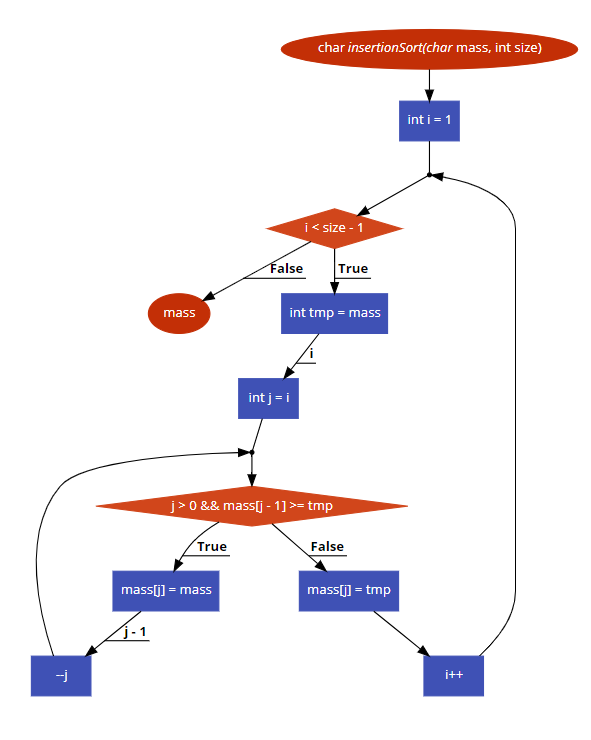 char insertionSort(char mass, int size)
int i = 1
i < size - 1
False
True
mass
int tmp = mass
i
int j = i
j > 0 && mass[j - 1] >= tmp
True
False
mass[j] = mass
mass[j] = tmp
j - 1
--j
i++